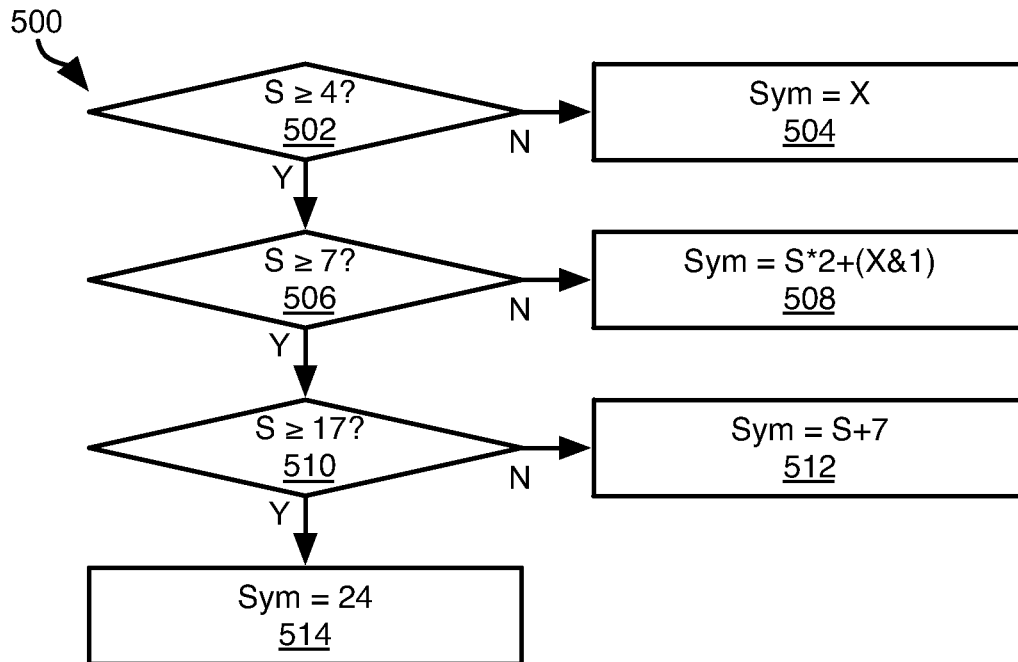 500
S ≥ 4?
502
N
Y
Sym = X
504
S ≥ 7?
506
N
Y
Sym = S*2+(X&1)
508
S ≥ 17?
510
N
Y
Sym = S+7
512
Sym = 24
514